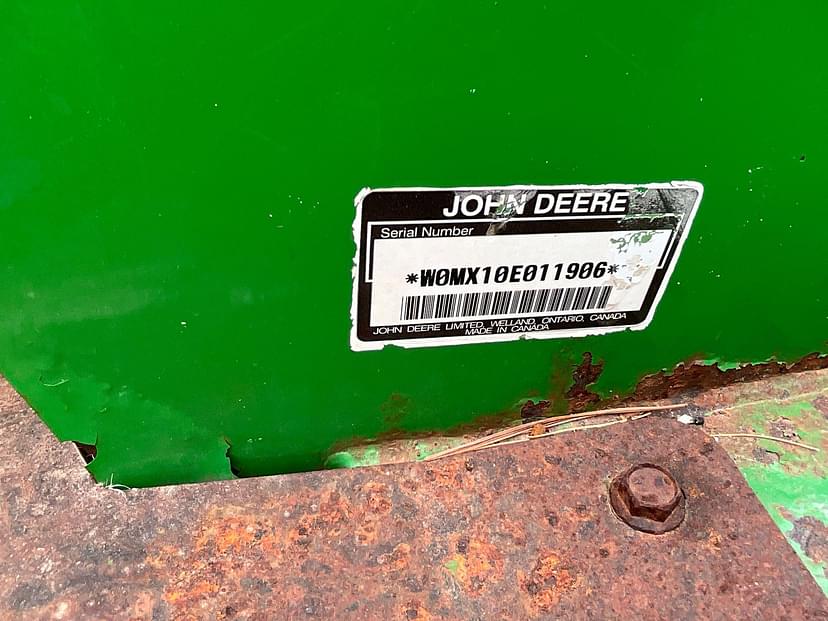 JOHN DEERE
Serial Number
*W0MX10E011906*
JOHN DEERE LIMITED, WELLAND, ONTARIO, CANADA
MADE IN CANADA